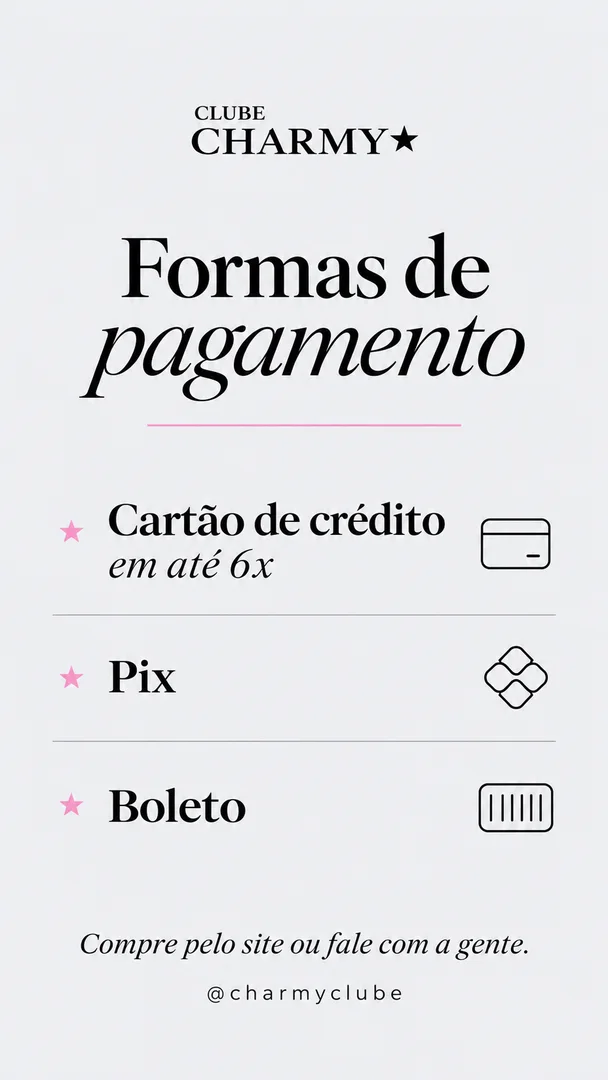 CLUBE
CHARMY★
Formas de
pagamento
Cartão de crédito
em até 6x
Pix
Boleto
Compre pelo site ou fale com a gente.
@charmyclube